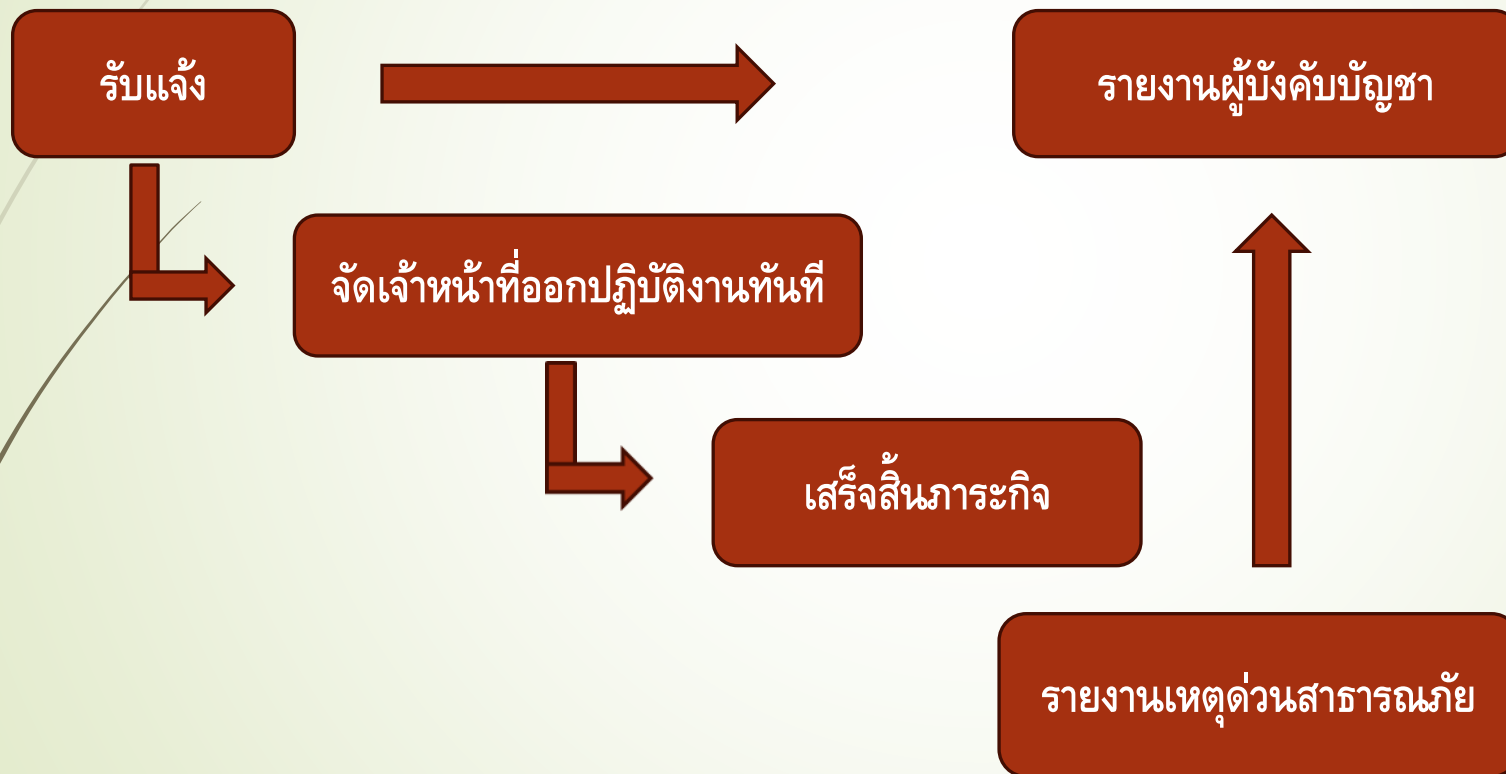 รับแจ้ง
รายงานผู้บังคับบัญชา
จัดเจ้าหน้าที่ออกปฏิบัติงานทันที
เสร็จสิ้นภาระกิจ
รายงานเหตุด่วนสาธารณภัย